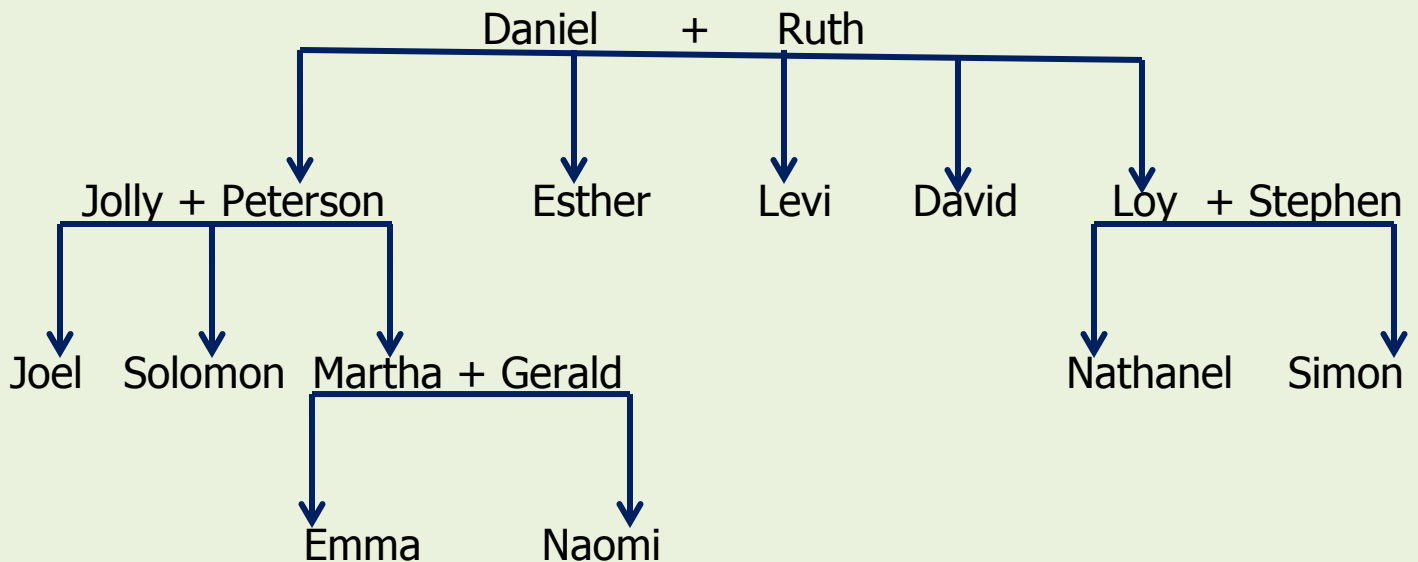 Daniel + Ruth
Jolly + Peterson Esther Levi David Loy + Stephen
Joel Solomon Martha + Gerald Nathanel Simon
Emma Naomi